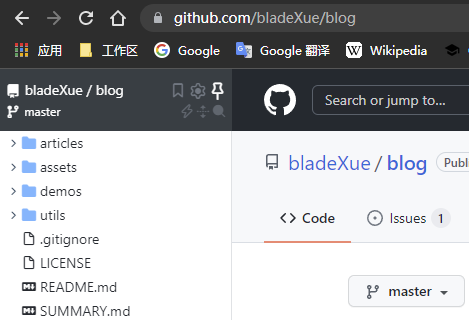 github.com/bladeXue/blog
应用 工作区 Google Google 翻译 Wikipedia
bladeXue / blog
master
articles
assets
demos
utils
.gitignore
LICENSE
README.md
SUMMARY.md
Search or jump to...
bladeXue / blog
Code Issues 1
master